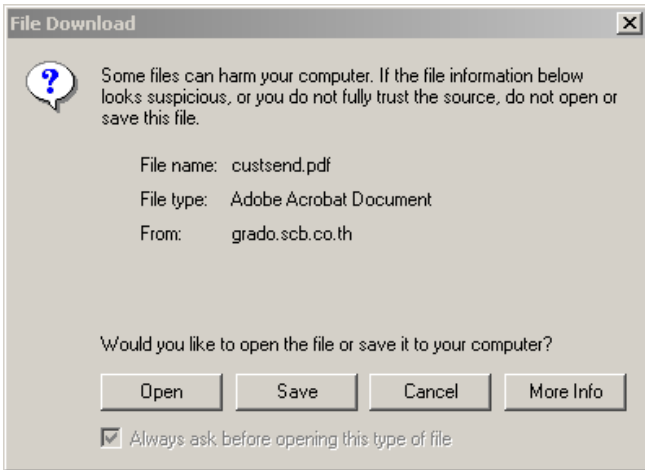 File Download
Some files can harm your computer. If the file information below
looks suspicious, or you do not fully trust the source, do not open or
save this file.
File name: custsend.pdf
File type: Adobe Acrobat Document
From: grado.scb.co.th
Would you like to open the file or save it to your computer?
Open Save Cancel More Info
Always ask before opening this type of file